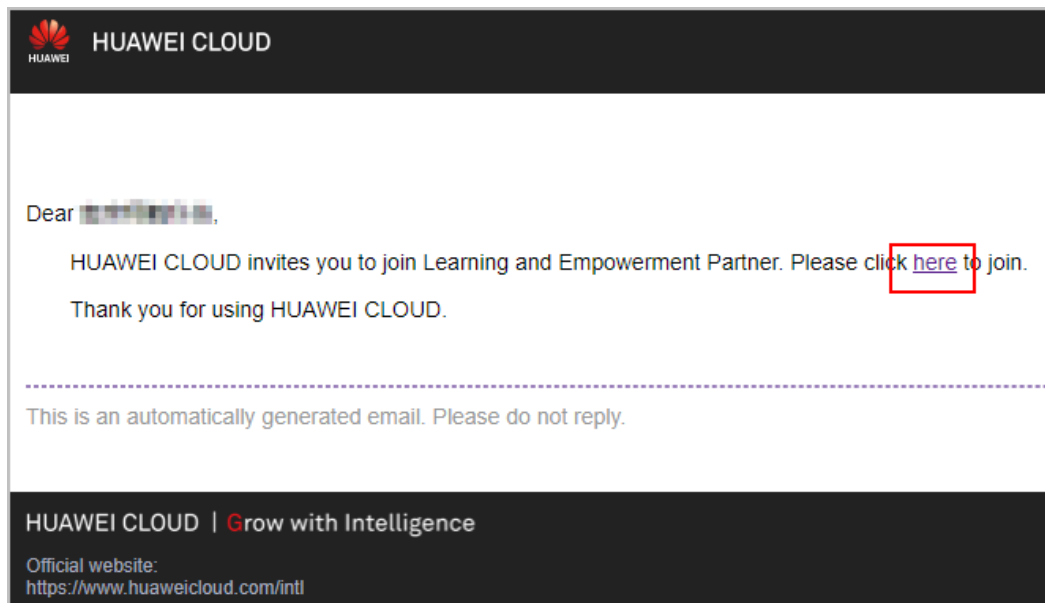 HUAWEI
HUAWEI CLOUD
Dear ,
HUAWEI CLOUD invites you to join Learning and Empowerment Partner. Please click here to join.
Thank you for using HUAWEI CLOUD.
This is an automatically generated email. Please do not reply.
HUAWEI CLOUD | Grow with Intelligence
Official website:
https://www.huaweicloud.com/intl